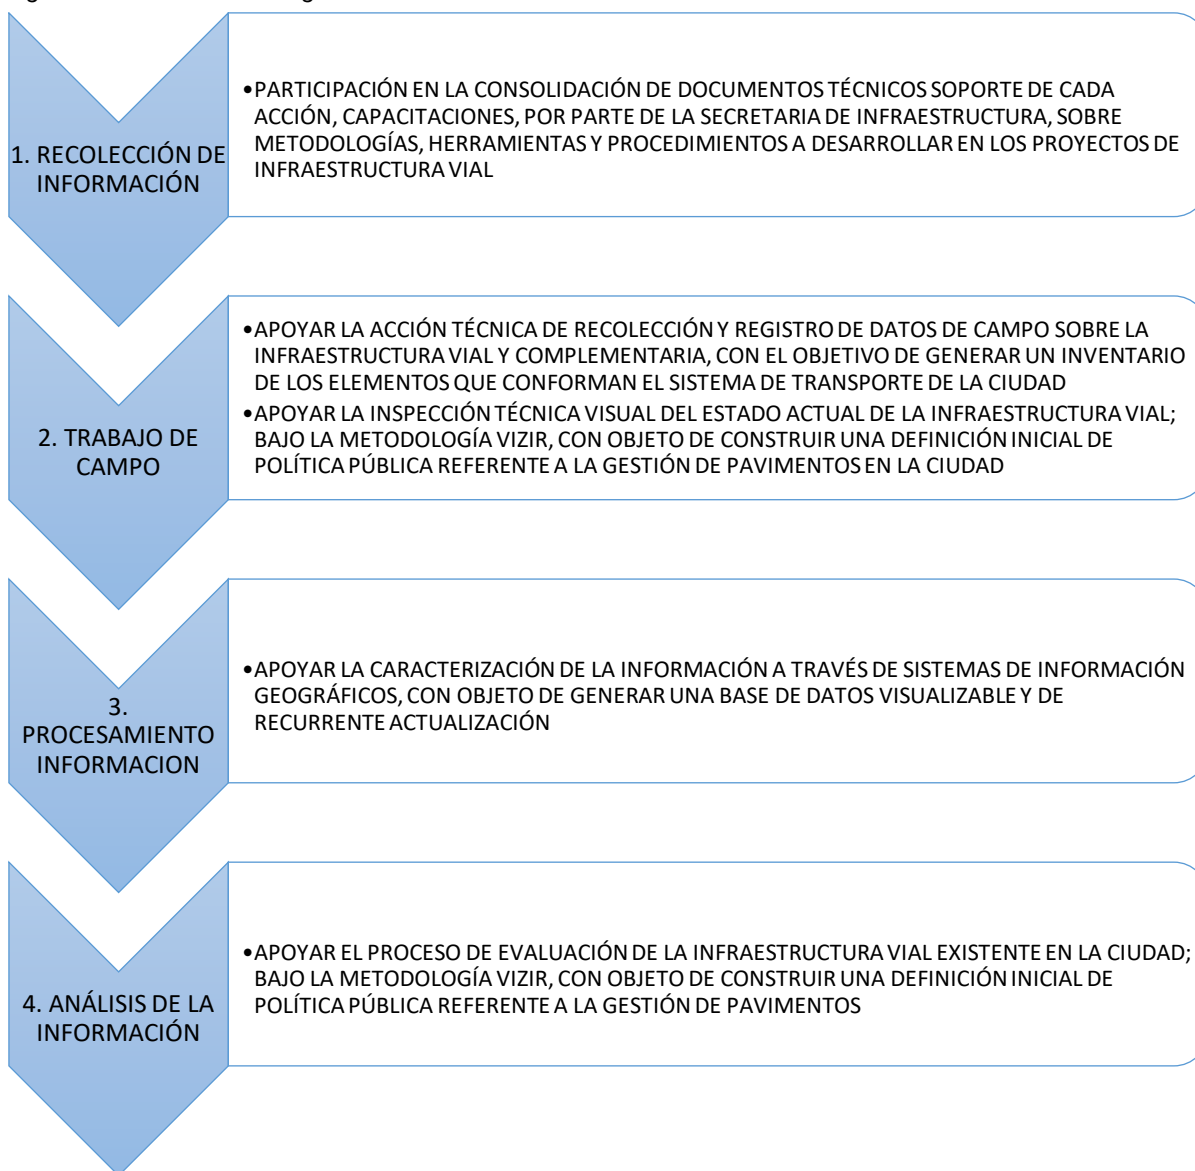 1. RECOLECCIÓN DE
INFORMACIÓN
•PARTICIPACIÓN EN LA CONSOLIDACIÓN DE DOCUMENTOS TÉCNICOS SOPORTE DE CADA
ACCIÓN, CAPACITACIONES, POR PARTE DE LA SECRETARIA DE INFRAESTRUCTURA, SOBRE
METODOLOGÍAS, HERRAMIENTAS Y PROCEDIMIENTOS A DESARROLLAR EN LOS PROYECTOS DE
INFRAESTRUCTURA VIAL
2. TRABAJO DE
CAMPO
•APOYAR LA ACCIÓN TÉCNICA DE RECOLECCIÓN Y REGISTRO DE DATOS DE CAMPO SOBRE LA
INFRAESTRUCTURA VIAL Y COMPLEMENTARIA, CON EL OBJETIVO DE GENERAR UN INVENTARIO
DE LOS ELEMENTOS QUE CONFORMAN EL SISTEMA DE TRANSPORTE DE LA CIUDAD
•APOYAR LA INSPECCIÓN TÉCNICA VISUAL DEL ESTADO ACTUAL DE LA INFRAESTRUCTURA VIAL;
BAJO LA METODOLOGÍA VIZIR, CON OBJETO DE CONSTRUIR UNA DEFINICIÓN INICIAL DE
POLÍTICA PÚBLICA REFERENTE A LA GESTIÓN DE PAVIMENTOS EN LA CIUDAD
3.
PROCESAMIENTO
INFORMACION
•APOYAR LA CARACTERIZACIÓN DE LA INFORMACIÓN A TRAVÉS DE SISTEMAS DE INFORMACIÓN
GEOGRÁFICOS, CON OBJETO DE GENERAR UNA BASE DE DATOS VISUALIZABLE Y DE
RECURRENTE ACTUALIZACIÓN
4. ANÁLISIS DE LA
INFORMACIÓN
•APOYAR EL PROCESO DE EVALUACIÓN DE LA INFRAESTRUCTURA VIAL EXISTENTE EN LA CIUDAD;
BAJO LA METODOLOGÍA VIZIR, CON OBJETO DE CONSTRUIR UNA DEFINICIÓN INICIAL DE
POLÍTICA PÚBLICA REFERENTE A LA GESTIÓN DE PAVIMENTOS